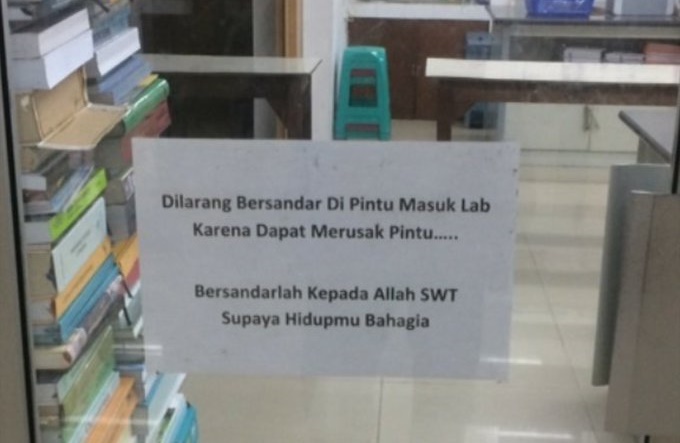 Dilarang Bersandar Di Pintu Masuk Lab
Karena Dapat Merusak Pintu.....
Bersandarlah Kepada Allah SWT
Supaya Hidupmu Bahagia